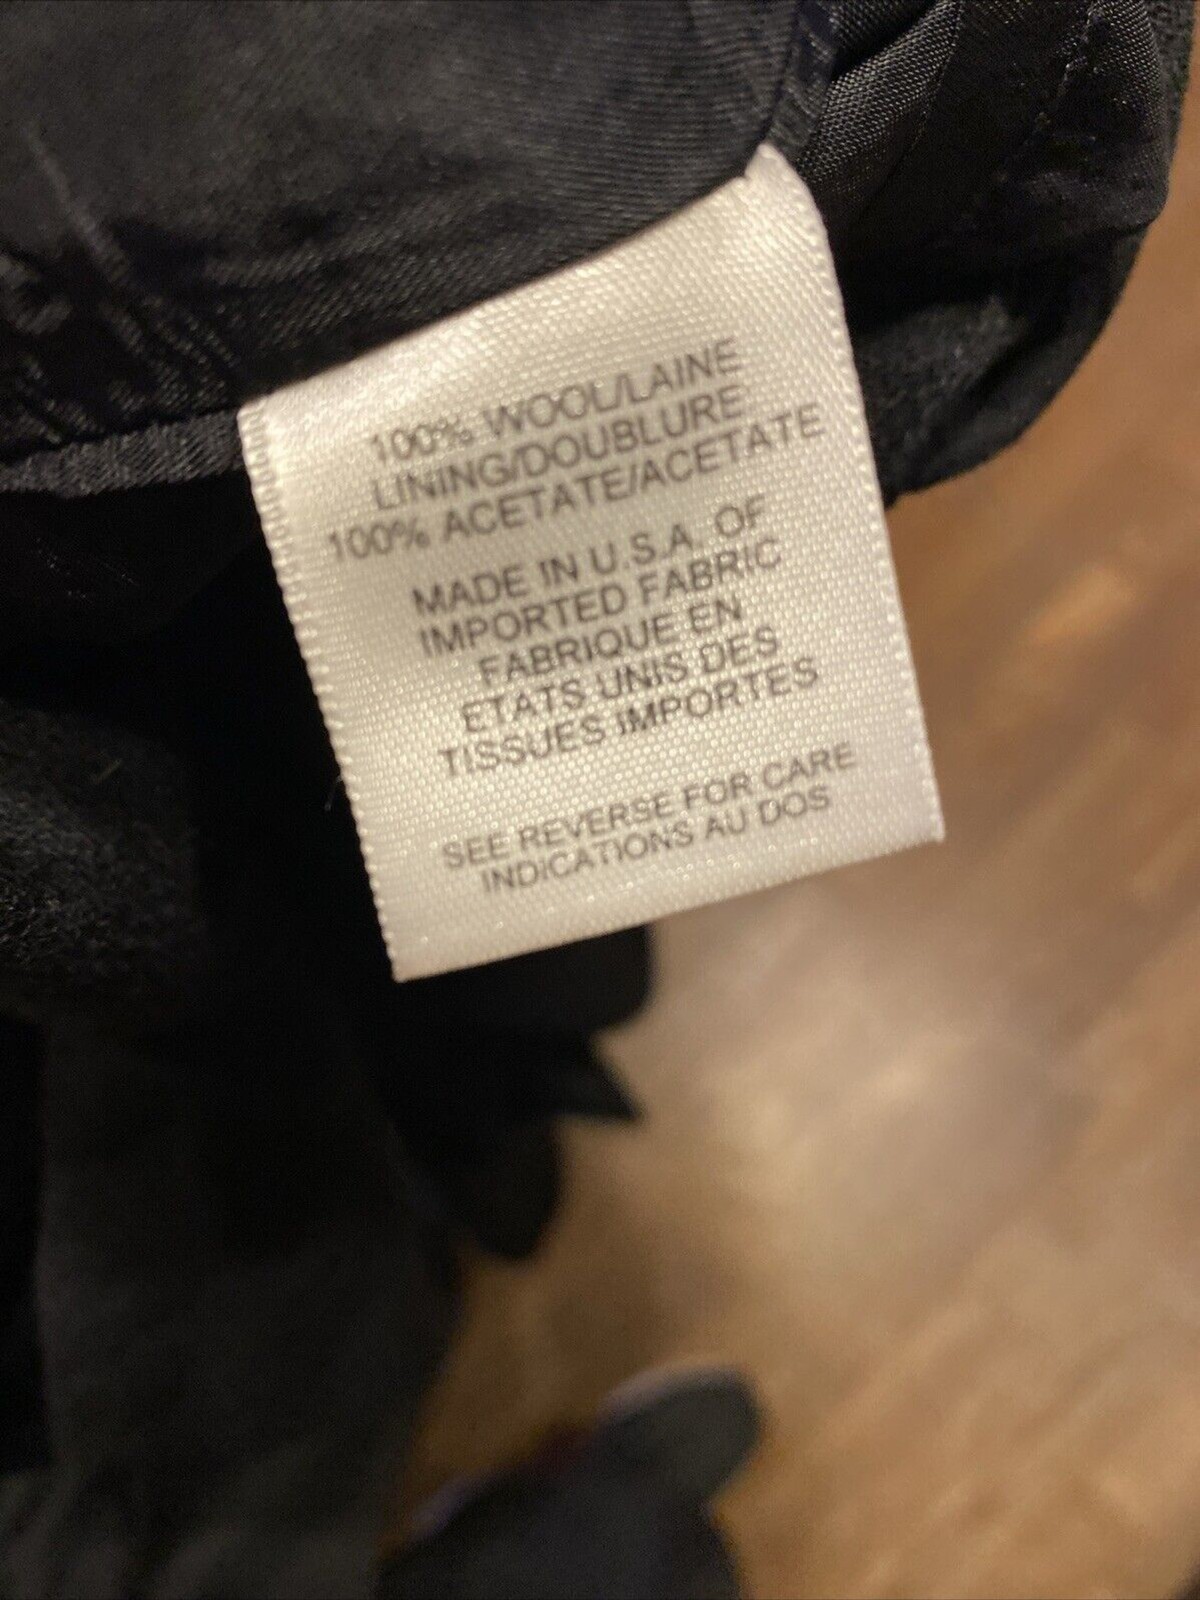 100% WOOL/LAINE
LINING/DOUBLURE
100% ACETATE/ACETATE
MADE IN U.S.A. OF
IMPORTED FABRIC
FABRIQUE EN
ETATS UNIS DES
TISSUES IMPORTES
SEE REVERSE FOR CARE
INDICATIONS AU DOS